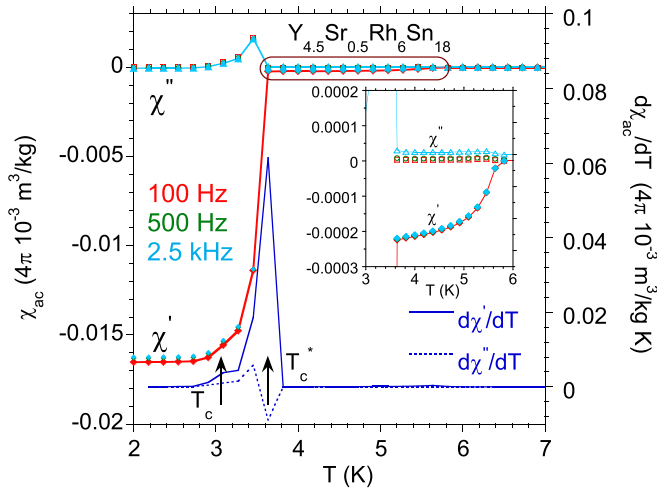 Y4.5Sr0.5Rh6Sn18
0
-0.005
-0.01
-0.015
-0.02
χac (4π 10-3 m3/kg)
χ"
100 Hz
500 Hz
2.5 kHz
χ'
Tc
Tc*
0.0002
0.0001
0.0000
-0.0001
-0.0002
-0.0003
χ"
χ'
3 4 5 6
T (K)
dχ'/dT
dχ"/dT
0.1
0.08
0.06
0.04
0.02
0
dχac/dT (4π 10-3 m3/kg K)
2 3 4 5 6 7
T (K)